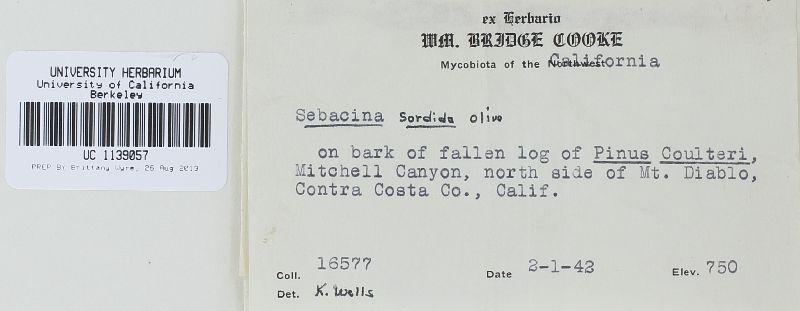 UNIVERSITY HERBARIUM
University of California
Berkeley
UC 1139057
PREP By Brittany Wyre, 26 Aug 2013
ex Herbario
WM. BRIDGE COOKE
Mycobiota of the Northwest California
Sebacina sordida olive
on bark of fallen log of Pinus Coulteri,
Mitchell Canyon, north side of Mt. Diablo,
Contra Costa Co., Calif.
Coll. 16577 Date 2-1-42 Elev. 750
Det. K. Wells